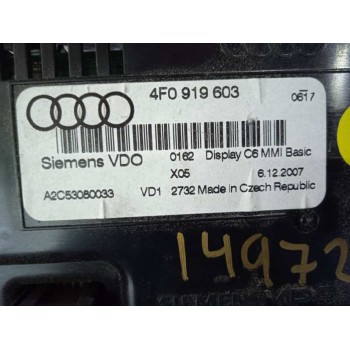 4F0 919 603
0617
Siemens VDO 0162 Display C6 MMI Basic
X05 6.12.2007
A2C53080033 VD1 2732 Made in Czech Republic
14972